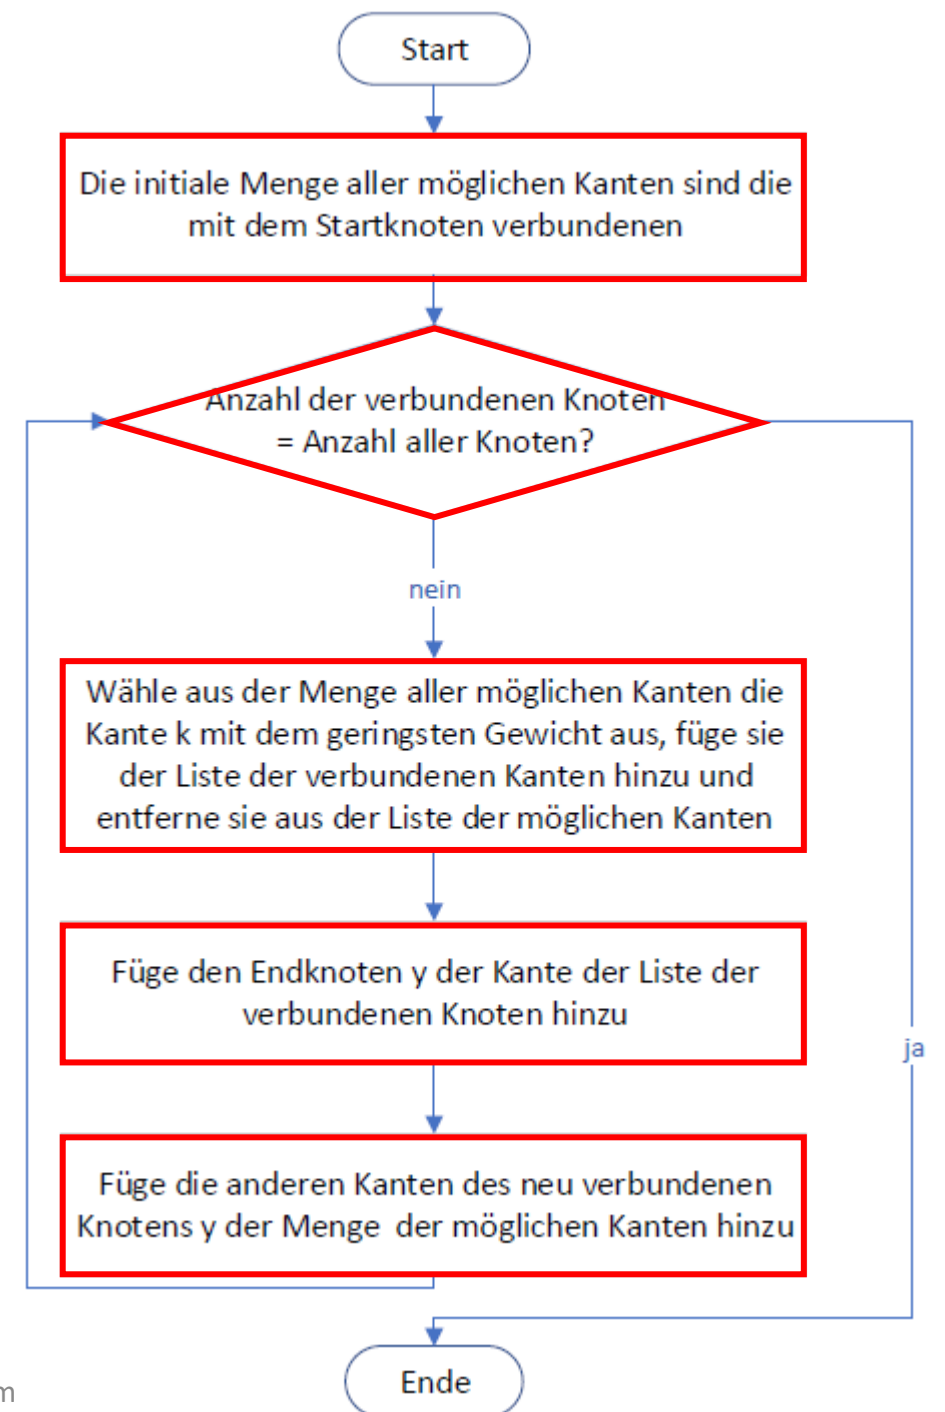 Start
Die initiale Menge aller möglichen Kanten sind die
mit dem Startknoten verbundenen
Anzahl der verbundenen Knoten
= Anzahl aller Knoten?
nein
Wähle aus der Menge aller möglichen Kanten die
Kante k mit dem geringsten Gewicht aus, füge sie
der Liste der verbundenen Kanten hinzu und
entferne sie aus der Liste der möglichen Kanten
Füge den Endknoten y der Kante der Liste der
verbundenen Knoten hinzu
ja
Füge die anderen Kanten des neu verbundenen
Knotens y der Menge der möglichen Kanten hinzu
Ende